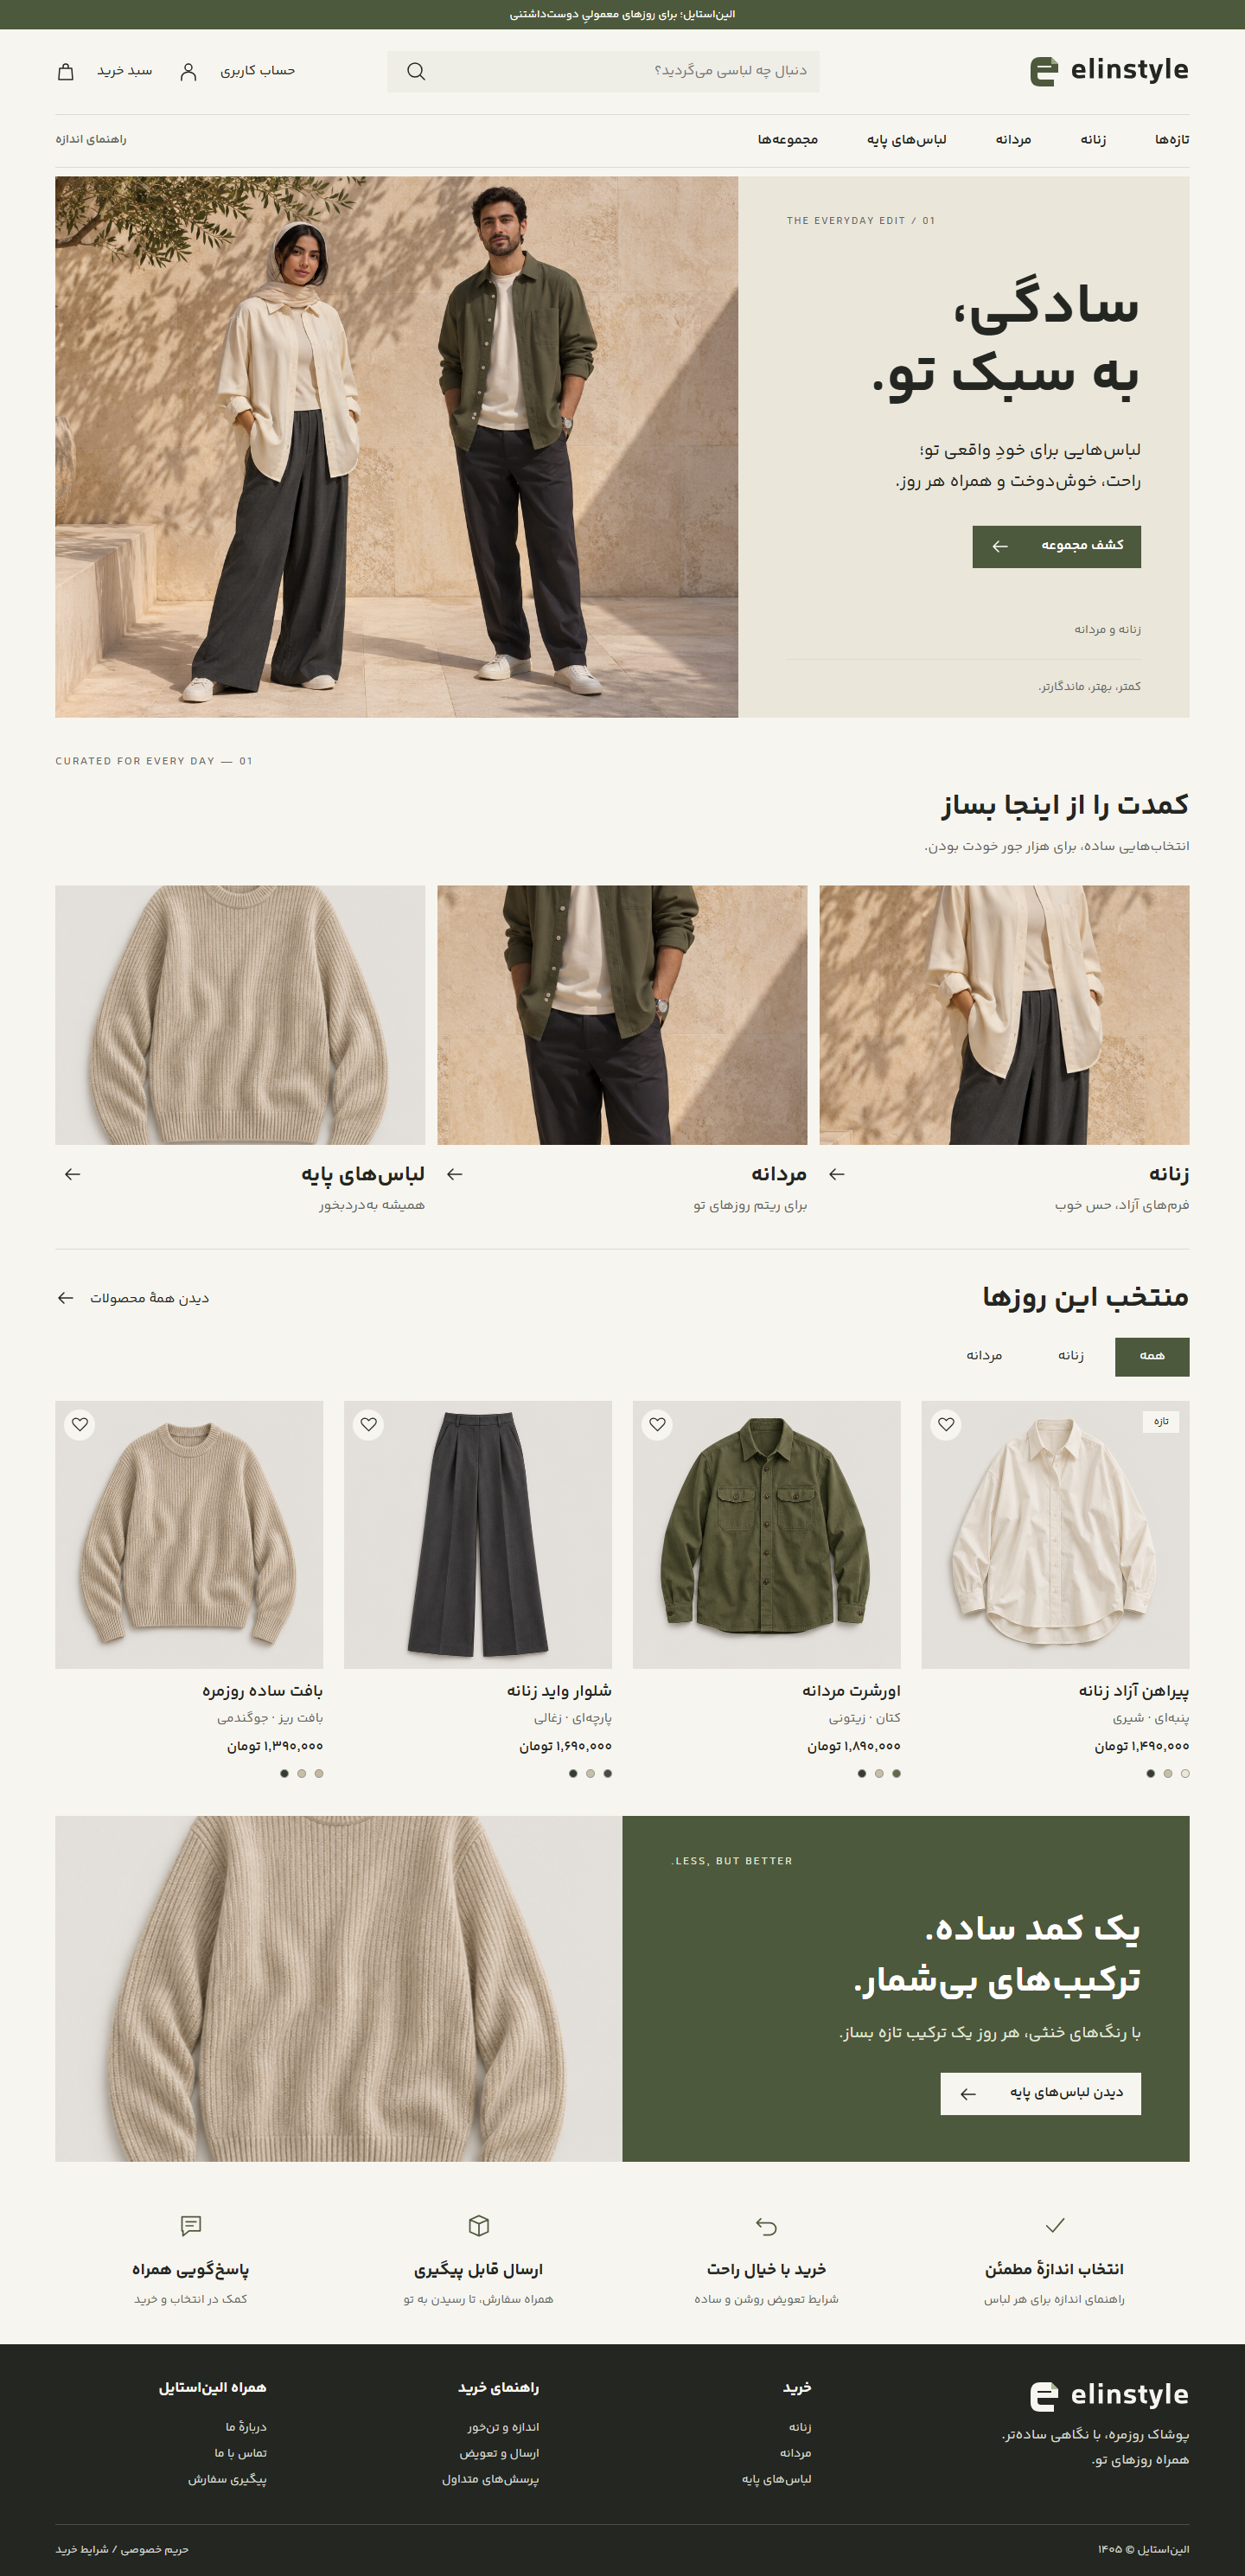 الین‌استایل؛ برای روزهای معمولیِ دوست‌داشتنی
elinstyle
دنبال چه لباسی می‌گردید؟
حساب کاربری
سبد خرید
تازه‌ها
زنانه
مردانه
لباس‌های پایه
مجموعه‌ها
راهنمای اندازه
THE EVERYDAY EDIT / 01
سادگی،
به سبک تو.
لباس‌هایی برای خودِ واقعی تو؛
راحت، خوش‌دوخت و همراه هر روز.
کشف مجموعه
زنانه و مردانه
کمتر، بهتر، ماندگارتر.
CURATED FOR EVERY DAY — 01
کمدت را از اینجا بساز
انتخاب‌هایی ساده، برای هزار جور خودت بودن.
زنانه
فرم‌های آزاد، حس خوب
مردانه
برای ریتم روزهای تو
لباس‌های پایه
همیشه به‌دردبخور
منتخب این روزها
دیدن همهٔ محصولات
همه
زنانه
مردانه
تازه
پیراهن آزاد زنانه
پنبه‌ای · شیری
۱,۴۹۰,۰۰۰ تومان
اورشرت مردانه
کتان · زیتونی
۱,۸۹۰,۰۰۰ تومان
شلوار واید زنانه
پارچه‌ای · زغالی
۱,۶۹۰,۰۰۰ تومان
بافت ساده روزمره
بافت ریز · جوگندمی
۱,۳۹۰,۰۰۰ تومان
.LESS, BUT BETTER
یک کمد ساده.
ترکیب‌های بی‌شمار.
با رنگ‌های خنثی، هر روز یک ترکیب تازه بساز.
دیدن لباس‌های پایه
انتخاب اندازهٔ مطمئن
راهنمای اندازه برای هر لباس
خرید با خیال راحت
شرایط تعویض روشن و ساده
ارسال قابل پیگیری
همراه سفارش، تا رسیدن به تو
پاسخ‌گویی همراه
کمک در انتخاب و خرید
elinstyle
پوشاک روزمره، با نگاهی ساده‌تر.
همراه روزهای تو.
خرید
زنانه
مردانه
لباس‌های پایه
راهنمای خرید
اندازه و تن‌خور
ارسال و تعویض
پرسش‌های متداول
همراه الین‌استایل
دربارهٔ ما
تماس با ما
پیگیری سفارش
الین‌استایل © ۱۴۰۵
حریم خصوصی / شرایط خرید